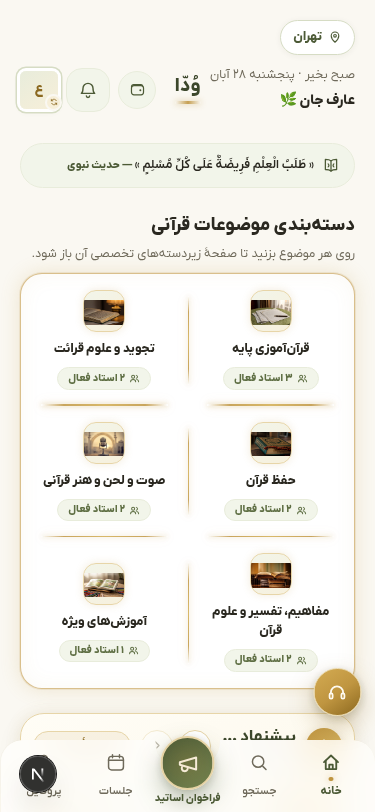 تهران
صبح بخیر · پنجشنبه ۲۸ آبان
عارف جان 🌿
وُدّا
ع
« طَلَبُ الْعِلْمِ فَرِيضَةٌ عَلَى كُلِّ مُسْلِمٍ » — حدیث نبوی
دسته‌بندی موضوعات قرآنی
روی هر موضوع بزنید تا صفحهٔ زیردسته‌های تخصصی آن باز شود.
قرآن‌آموزی پایه
۳ استاد فعال
تجوید و علوم قرائت
۲ استاد فعال
حفظ قرآن
۲ استاد فعال
صوت و لحن و هنر قرآنی
۲ استاد فعال
مفاهیم، تفسیر و علوم
قرآن
۲ استاد فعال
آموزش‌های ویژه
۱ استاد فعال
پیشنهاد ...
خانه
جستجو
فراخوان اساتید
جلسات
N